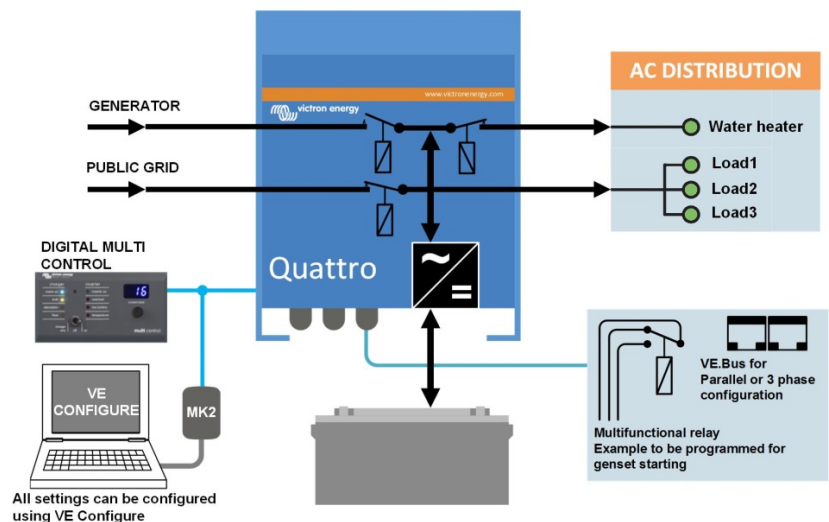 www.victronenergy.com
victron energy
AC DISTRIBUTION
GENERATOR
Water heater
PUBLIC GRID
Load1
Load2
Load3
DIGITAL MULTI
CONTROL
16
multi control
Quattro
VE
CONFIGURE
MK2
VE.Bus for
Parallel or 3 phase
configuration
Multifunctional relay
Example to be programmed for
genset starting
All settings can be configured
using VE Configure